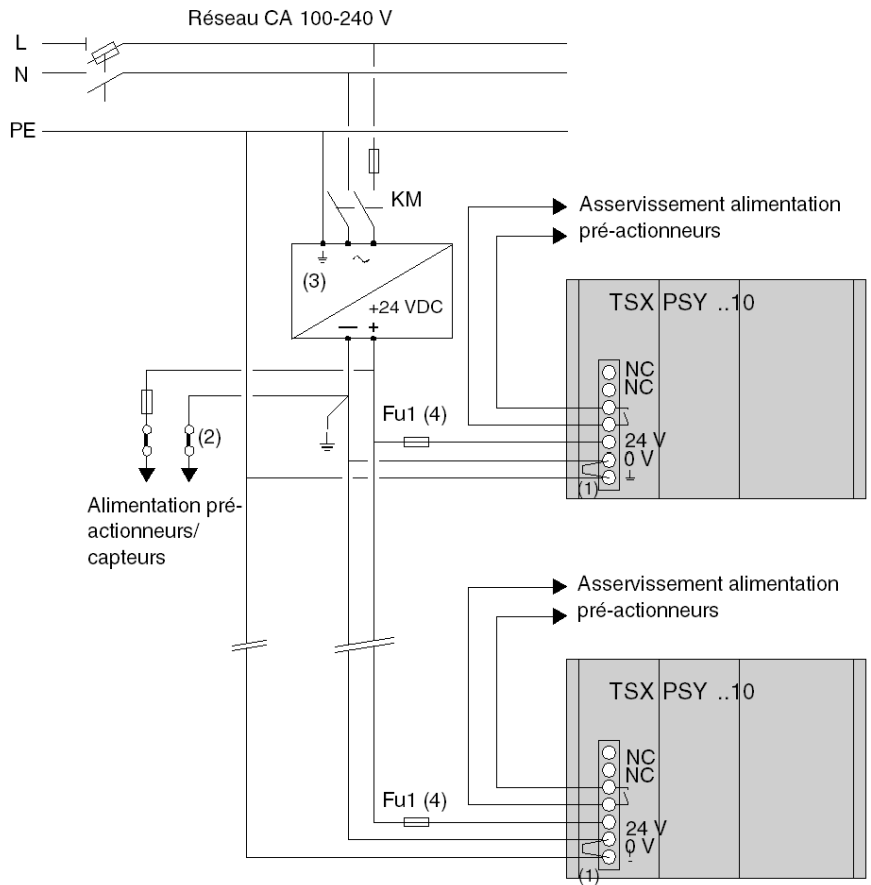 Réseau CA 100-240 V
L
N
PE
KM
(3)
+24 VDC
— +
Asservissement alimentation
pré-actionneurs
TSX PSY ..10
NC
NC
Fu1 (4)
24 V
0 V
(1)
(2)
Alimentation pré-
actionneurs/
capteurs
Asservissement alimentation
pré-actionneurs
TSX PSY ..10
NC
NC
Fu1 (4)
24 V
0 V
(1)